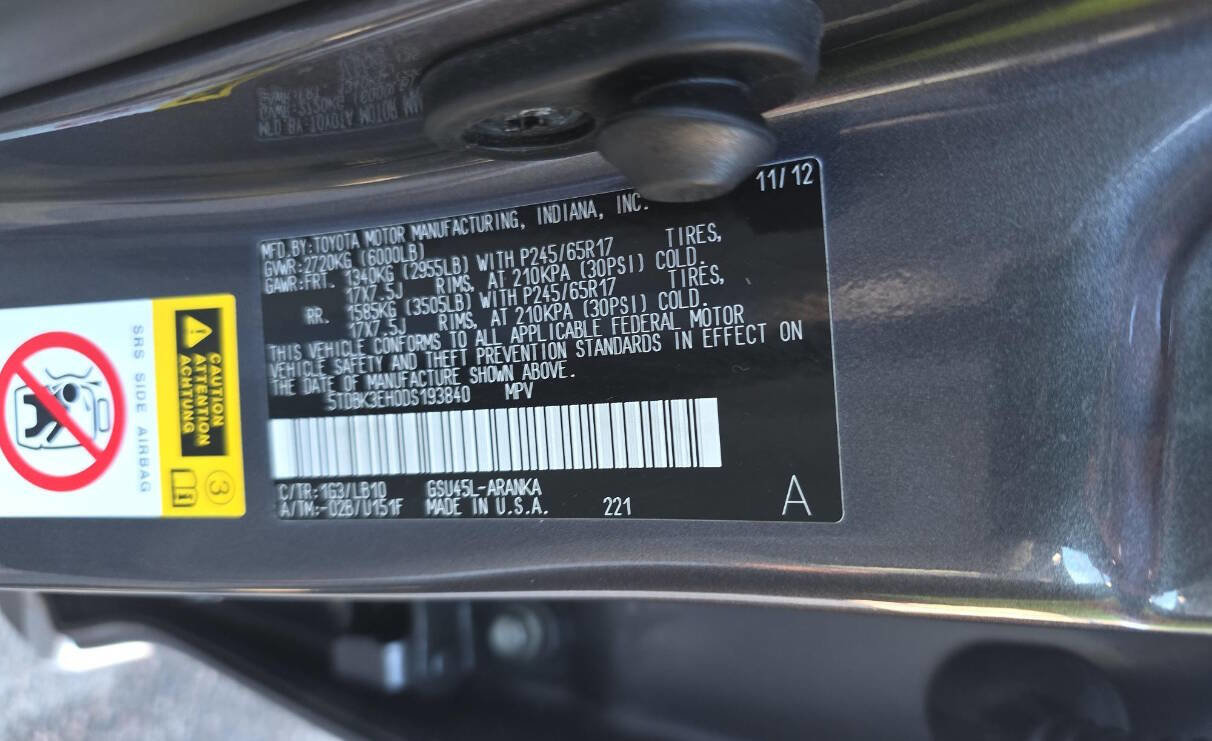 11/12
MFD.BY:TOYOTA MOTOR MANUFACTURING, INDIANA, INC.
GVWR:2720KG (6000LB)
GAWR:FRT. 1340KG (2955LB) WITH P245/65R17 TIRES,
17X7.5J RIMS, AT 210KPA (30PSI) COLD.
RR. 1585KG (3505LB) WITH P245/65R17 TIRES,
17X7.5J RIMS, AT 210KPA (30PSI) COLD.
THIS VEHICLE CONFORMS TO ALL APPLICABLE FEDERAL MOTOR
VEHICLE SAFETY AND THEFT PREVENTION STANDARDS IN EFFECT ON
THE DATE OF MANUFACTURE SHOWN ABOVE.
5TDBK3EH0DS193840 MPV
C/TR:1G3/LB10 GSU45L-ARANKA
A/TM:-02B/U151F MADE IN U.S.A. 221 A
CAUTION
ATTENTION
ACHTUNG
SRS SIDE AIRBAG
3